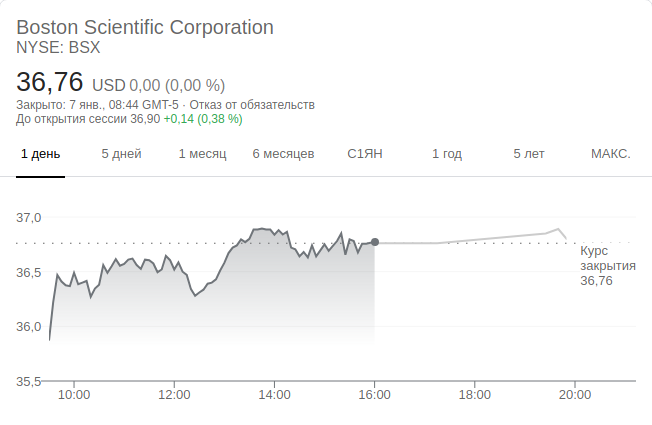 Boston Scientific Corporation
NYSE: BSX
36,76 USD 0,00 (0,00 %)
Закрыто: 7 янв., 08:44 GMT-5 · Отказ от обязательств
До открытия сессии 36,90 +0,14 (0,38 %)
1 день 5 дней 1 месяц 6 месяцев С1ЯН 1 год 5 лет МАКС.
37,0
Курс
закрытия
36,5
36,76
36,0
35,5
10:00 12:00 14:00 16:00 18:00 20:00